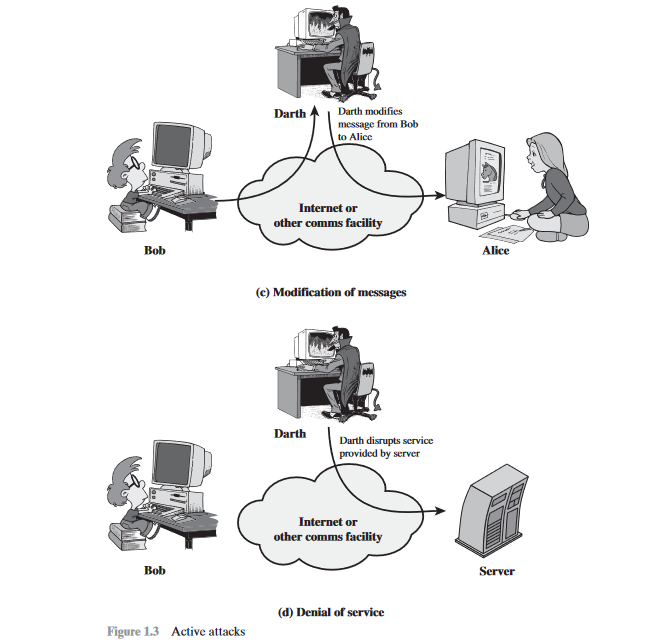 Darth
Darth modifies
message from Bob
to Alice
Internet or
other comms facility
Bob
Alice
(c) Modification of messages
Darth
Darth disrupts service
provided by server
Internet or
other comms facility
Bob
Server
(d) Denial of service
Figure 1.3 Active attacks